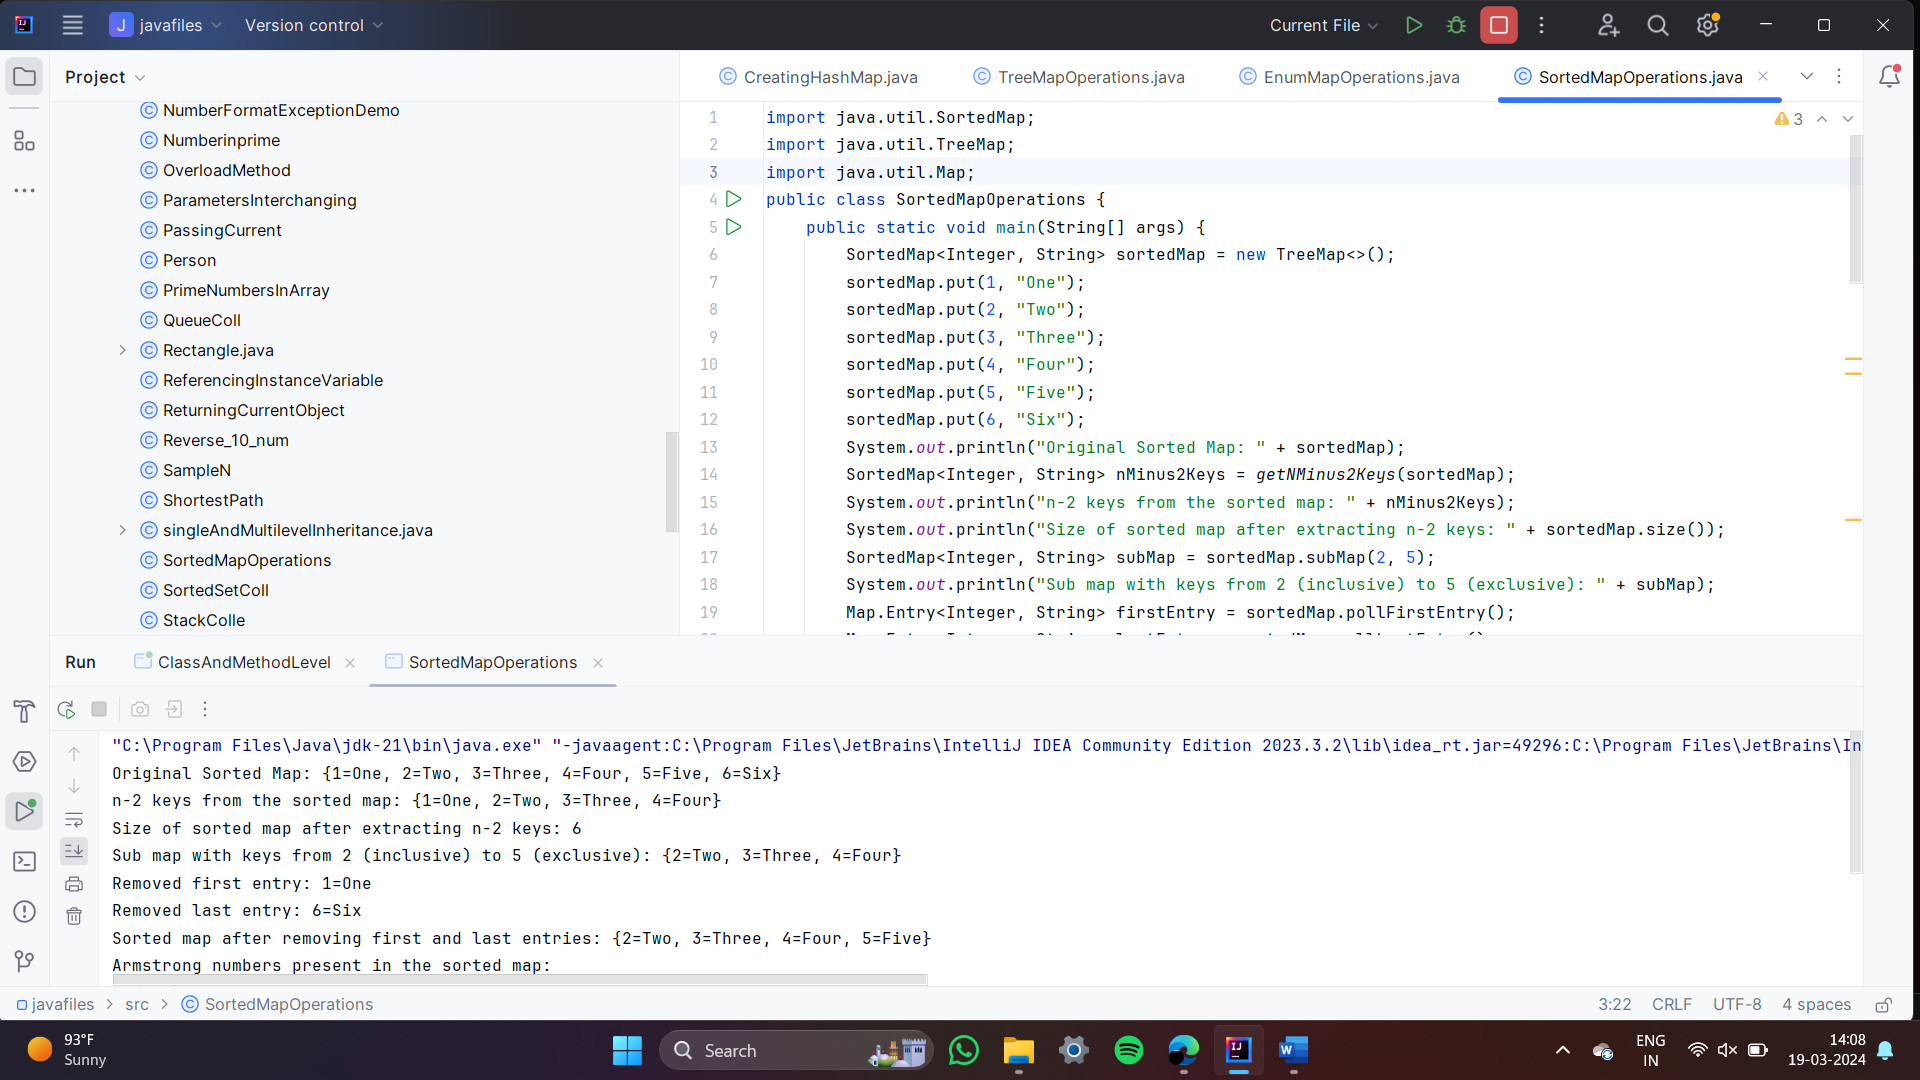 javafiles
Version control
Current File
Project
CreatingHashMap.java
TreeMapOperations.java
EnumMapOperations.java
SortedMapOperations.java
NumberFormatExceptionDemo
Numberinprime
OverloadMethod
ParametersInterchanging
PassingCurrent
Person
PrimeNumbersInArray
QueueColl
Rectangle.java
ReferencingInstanceVariable
ReturningCurrentObject
Reverse_10_num
SampleN
ShortestPath
singleAndMultilevelInheritance.java
SortedMapOperations
SortedSetColl
StackColle
3
1 import java.util.SortedMap;
2 import java.util.TreeMap;
3 import java.util.Map;
4 public class SortedMapOperations {
5 public static void main(String[] args) {
6 SortedMap<Integer, String> sortedMap = new TreeMap<>();
7 sortedMap.put(1, "One");
8 sortedMap.put(2, "Two");
9 sortedMap.put(3, "Three");
10 sortedMap.put(4, "Four");
11 sortedMap.put(5, "Five");
12 sortedMap.put(6, "Six");
13 System.out.println("Original Sorted Map: " + sortedMap);
14 SortedMap<Integer, String> nMinus2Keys = getNMinus2Keys(sortedMap);
15 System.out.println("n-2 keys from the sorted map: " + nMinus2Keys);
16 System.out.println("Size of sorted map after extracting n-2 keys: " + sortedMap.size());
17 SortedMap<Integer, String> subMap = sortedMap.subMap(2, 5);
18 System.out.println("Sub map with keys from 2 (inclusive) to 5 (exclusive): " + subMap);
19 Map.Entry<Integer, String> firstEntry = sortedMap.pollFirstEntry();
Run
ClassAndMethodLevel
SortedMapOperations
"C:\Program Files\Java\jdk-21\bin\java.exe" "-javaagent:C:\Program Files\JetBrains\IntelliJ IDEA Community Edition 2023.3.2\lib\idea_rt.jar=49296:C:\Program Files\JetBrains\In
Original Sorted Map: {1=One, 2=Two, 3=Three, 4=Four, 5=Five, 6=Six}
n-2 keys from the sorted map: {1=One, 2=Two, 3=Three, 4=Four}
Size of sorted map after extracting n-2 keys: 6
Sub map with keys from 2 (inclusive) to 5 (exclusive): {2=Two, 3=Three, 4=Four}
Removed first entry: 1=One
Removed last entry: 6=Six
Sorted map after removing first and last entries: {2=Two, 3=Three, 4=Four, 5=Five}
Armstrong numbers present in the sorted map:
javafiles > src > SortedMapOperations
3:22 CRLF UTF-8 4 spaces
93°F
Sunny
Search
ENG
IN
14:08
19-03-2024